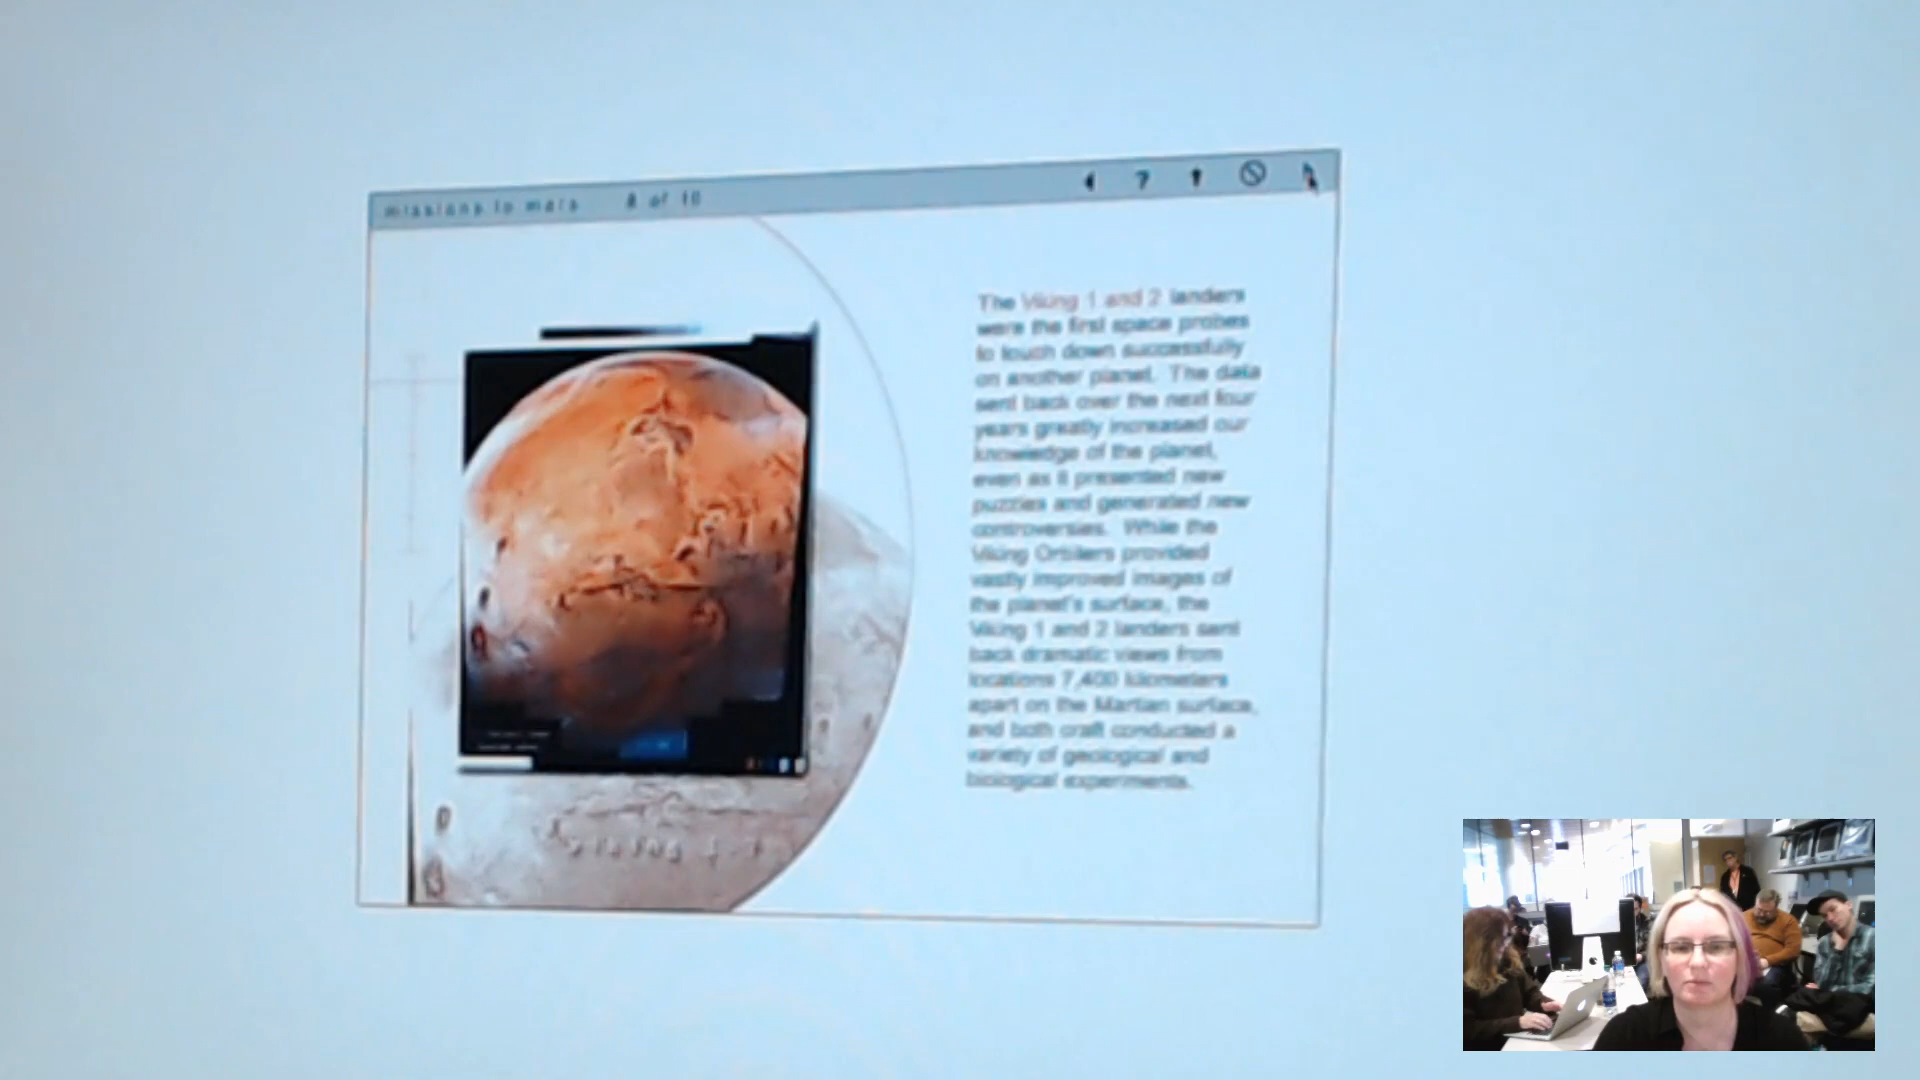 missions to mars 8 of 10 ?
The Viking 1 and 2 landers
were the first space probes
to touch down successfully
on another planet. The data
sent back over the next four
years greatly increased our
knowledge of the planet,
even as it presented new
puzzles and generated new
controversies. While the
Viking Orbiters provided
vastly improved images of
the planet's surface, the
Viking 1 and 2 landers sent
back dramatic views from
locations 7,400 kilometers
apart on the Martian surface,
and both craft conducted a
variety of geological and
biological experiments.